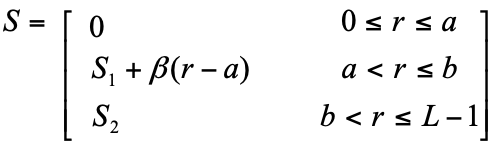 S = 0 0 ≤ r ≤ a
S₁ + β(r − a) a < r ≤ b
S₂ b < r ≤ L − 1